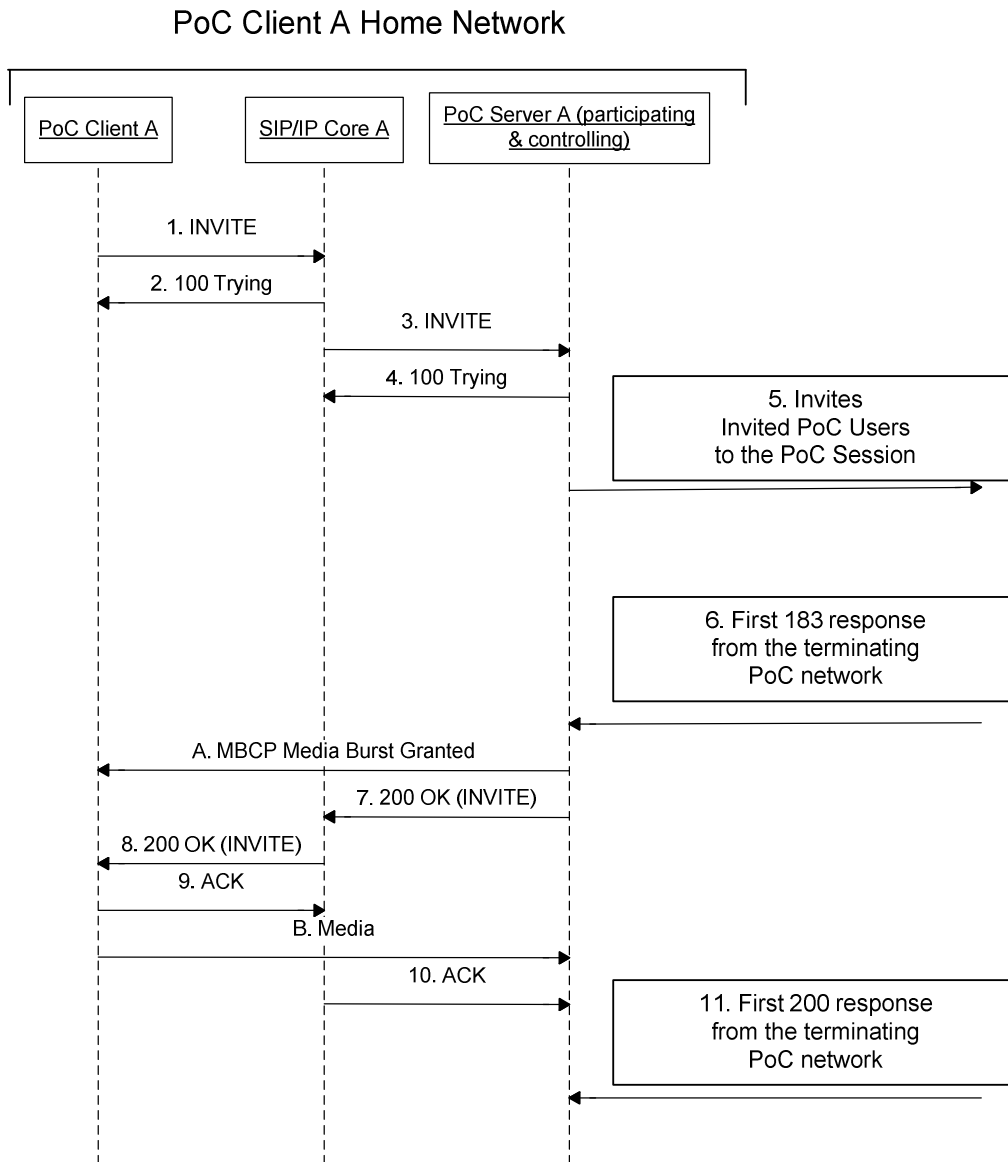 PoC Client A Home Network
PoC Client A
SIP/IP Core A
PoC Server A (participating
& controlling)
1. INVITE
2. 100 Trying
3. INVITE
4. 100 Trying
5. Invites
Invited PoC Users
to the PoC Session
6. First 183 response
from the terminating
PoC network
A. MBCP Media Burst Granted
7. 200 OK (INVITE)
8. 200 OK (INVITE)
9. ACK
B. Media
10. ACK
11. First 200 response
from the terminating
PoC network